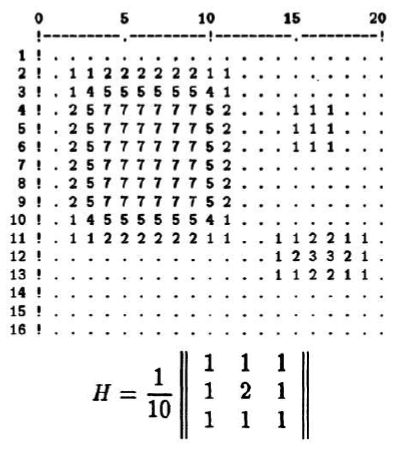 0 5 10 15 20
!---------.---------!---------.---------!
1 ! . . . . . . . . . . . . . . . . . . . .
2 ! . 1 1 2 2 2 2 2 2 1 1 . . . . . . . . .
3 ! . 1 4 5 5 5 5 5 5 4 1 . . . . . . . . .
4 ! . 2 5 7 7 7 7 7 7 5 2 . . . 1 1 1 . . .
5 ! . 2 5 7 7 7 7 7 7 5 2 . . . 1 1 1 . . .
6 ! . 2 5 7 7 7 7 7 7 5 2 . . . 1 1 1 . . .
7 ! . 2 5 7 7 7 7 7 7 5 2 . . . . . . . . .
8 ! . 2 5 7 7 7 7 7 7 5 2 . . . . . . . . .
9 ! . 2 5 7 7 7 7 7 7 5 2 . . . . . . . . .
10 ! . 1 4 5 5 5 5 5 5 4 1 . . . . . . . . .
11 ! . 1 1 2 2 2 2 2 2 1 1 . . 1 1 2 2 1 1 .
12 ! . . . . . . . . . . . . . 1 2 3 3 2 1 .
13 ! . . . . . . . . . . . . . 1 1 2 2 1 1 .
14 ! . . . . . . . . . . . . . . . . . . . .
15 ! . . . . . . . . . . . . . . . . . . . .
16 ! . . . . . . . . . . . . . . . . . . . .
1 1 1
H = 1/10 ‖ 1 2 1 ‖
1 1 1